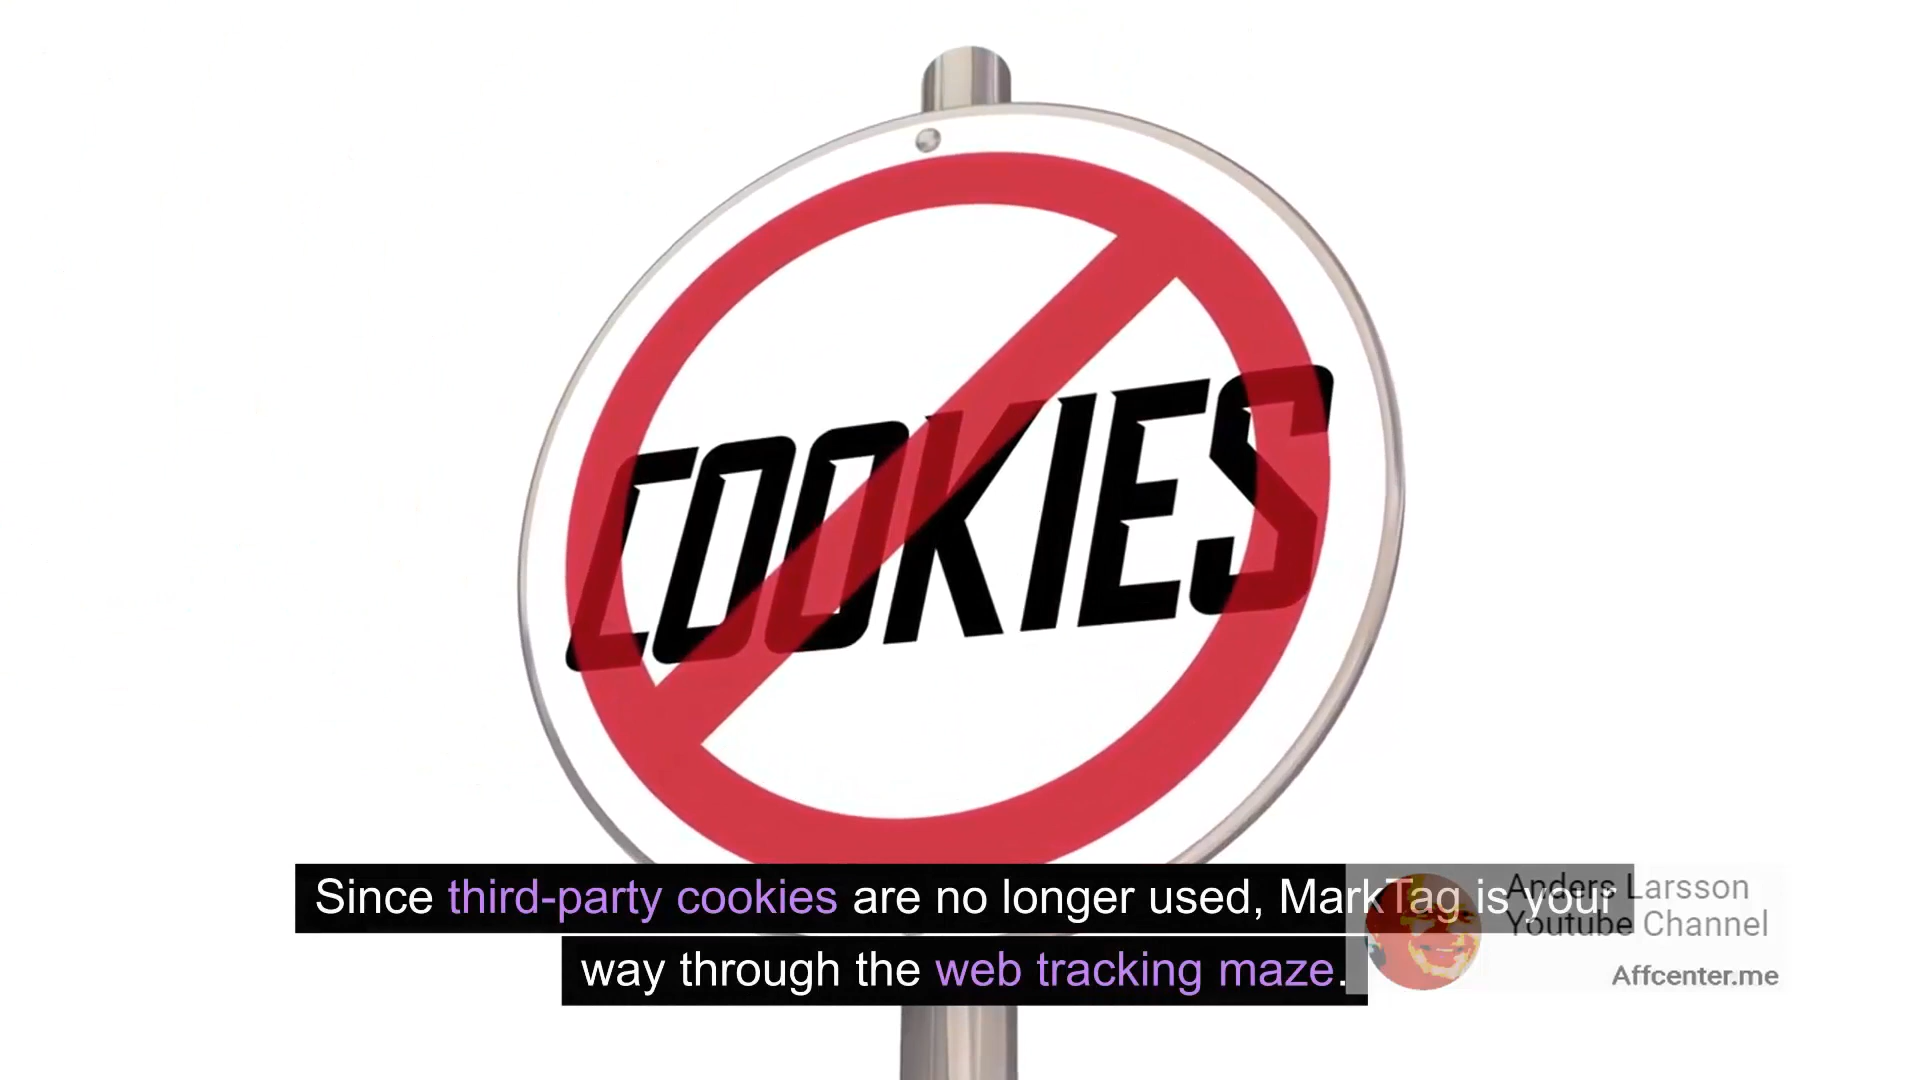 COOKIES
Since third-party cookies are no longer used, MarkTag is your
way through the web tracking maze.
Anders Larsson
Youtube Channel
Affcenter.me